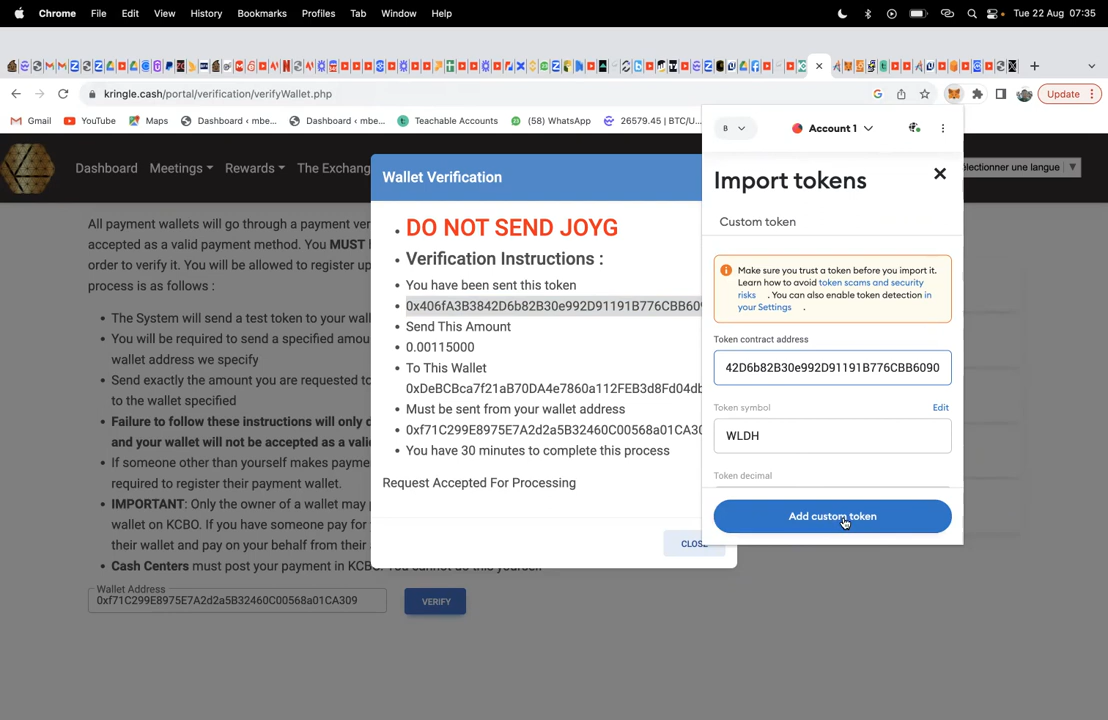 Chrome File Edit View History Bookmarks Profiles Tab Window Help Tue 22 Aug 07:35
kringle.cash/portal/verification/verifyWallet.php Update
Gmail YouTube Maps Dashboard ‹ mbe... Dashboard ‹ mbe... Teachable Accounts (58) WhatsApp 26579.45 | BTC/U...
Dashboard Meetings Rewards The Exchang
électionner une langue
All payment wallets will go through a payment ver
accepted as a valid payment method. You MUST
order to verify it. You will be allowed to register up
process is as follows :
The System will send a test token to your wall
You will be required to send a specified amou
wallet address we specify
Send exactly the amount you are requested to
to the wallet specified
Failure to follow these instructions will only d
and your wallet will not be accepted as a valid
If someone other than yourself makes payme
required to register their payment wallet.
IMPORTANT: Only the owner of a wallet may
wallet on KCBO. If you have someone pay for
their wallet and pay on your behalf from their
Cash Centers must post your payment in KCBO. You cannot do this yourself
Wallet Address
0xf71C299E8975E7A2d2a5B32460C00568a01CA309
VERIFY
Wallet Verification
DO NOT SEND JOYG
Verification Instructions :
You have been sent this token
0x406fA3B3842D6b82B30e992D91191B776CBB609
Send This Amount
0.00115000
To This Wallet
0xDeBCBca7f21aB70DA4e7860a112FEB3d8Fd04db
Must be sent from your wallet address
0xf71C299E8975E7A2d2a5B32460C00568a01CA30
You have 30 minutes to complete this process
Request Accepted For Processing
CLOSE
B Account 1
Import tokens
Custom token
Make sure you trust a token before you import it.
Learn how to avoid token scams and security
risks . You can also enable token detection in
your Settings .
Token contract address
42D6b82B30e992D91191B776CBB6090
Token symbol Edit
WLDH
Token decimal
Add custom token